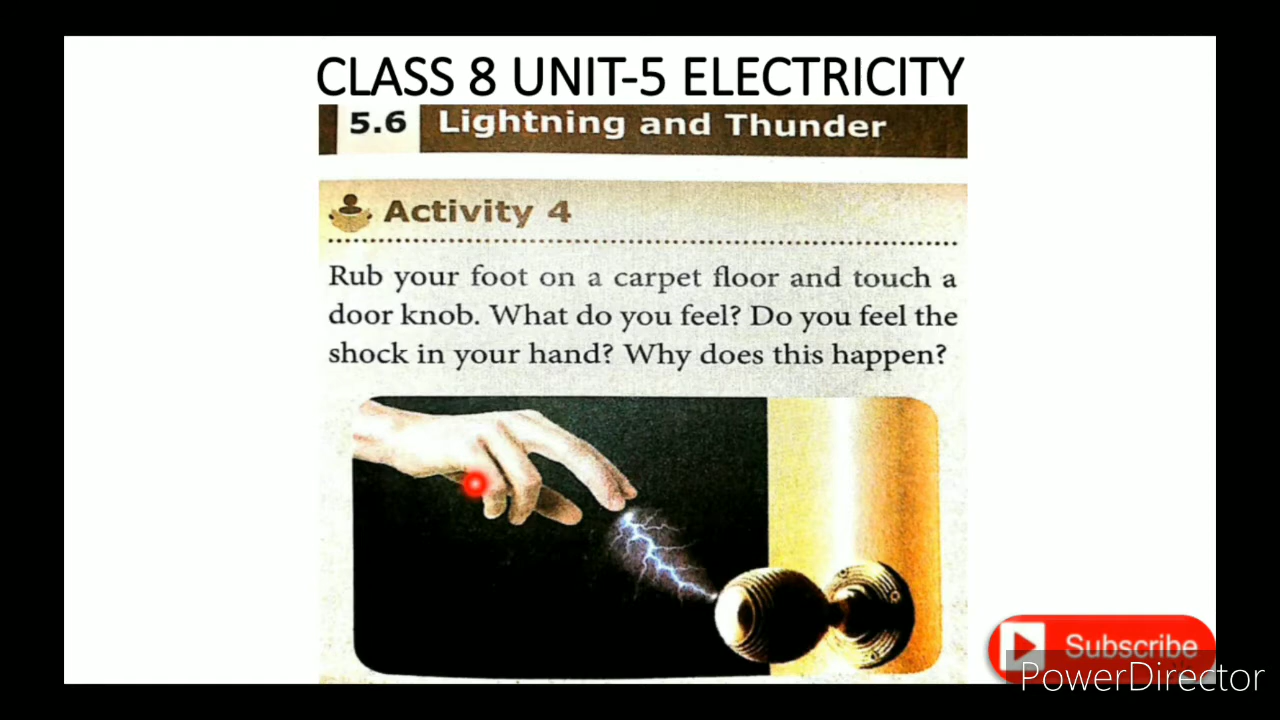 CLASS 8 UNIT-5 ELECTRICITY
5.6 Lightning and Thunder
Activity 4
Rub your foot on a carpet floor and touch a
door knob. What do you feel? Do you feel the
shock in your hand? Why does this happen?
Subscribe
PowerDirector